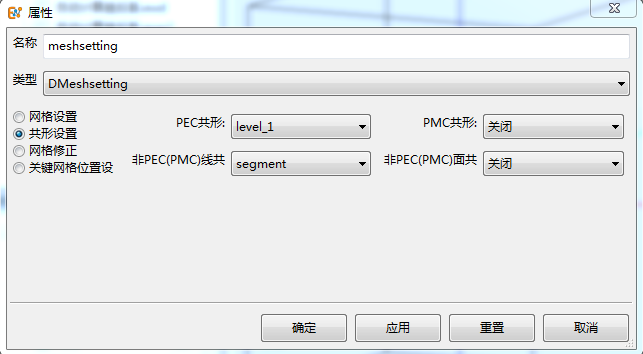 属性
名称 meshsetting
类型 DMeshsetting
网格设置
共形设置 PEC共形: level_1 PMC共形: 关闭
网格修正
关键网格位置设 非PEC(PMC)线共 segment 非PEC(PMC)面共 关闭
确定 应用 重置 取消